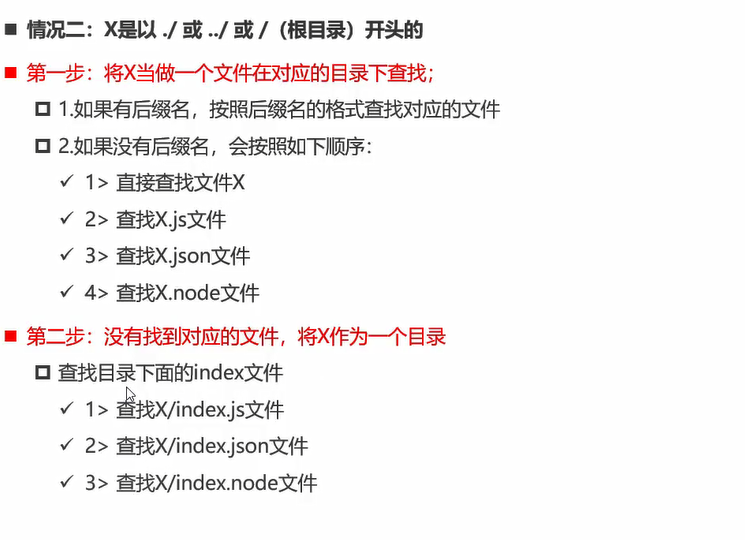 情况二：X是以 ./ 或 ../ 或 /（根目录）开头的
第一步：将X当做一个文件在对应的目录下查找；
1.如果有后缀名，按照后缀名的格式查找对应的文件
2.如果没有后缀名，会按照如下顺序：
1> 直接查找文件X
2> 查找X.js文件
3> 查找X.json文件
4> 查找X.node文件
第二步：没有找到对应的文件，将X作为一个目录
查找目录下面的index文件
1> 查找X/index.js文件
2> 查找X/index.json文件
3> 查找X/index.node文件